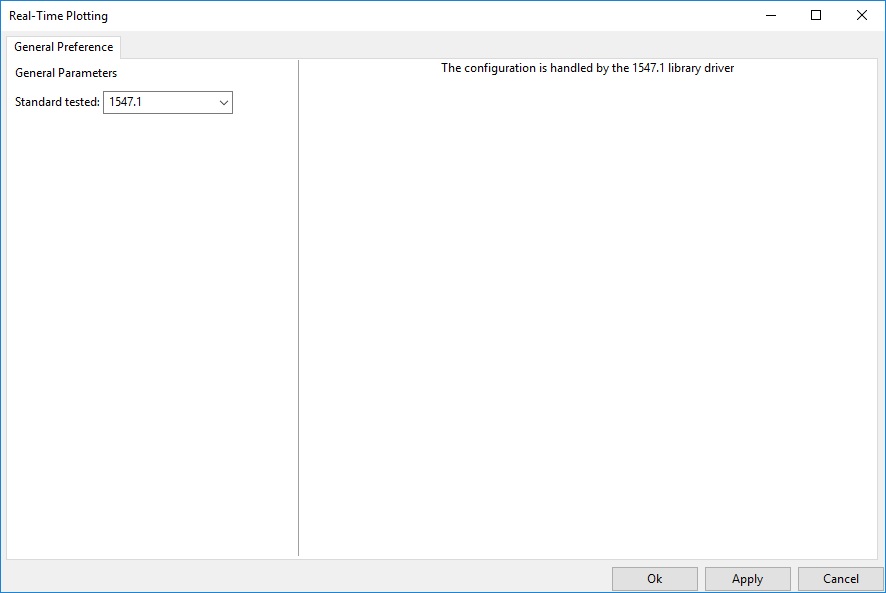 Real-Time Plotting
General Preference
General Parameters
Standard tested: 1547.1
The configuration is handled by the 1547.1 library driver
Ok Apply Cancel